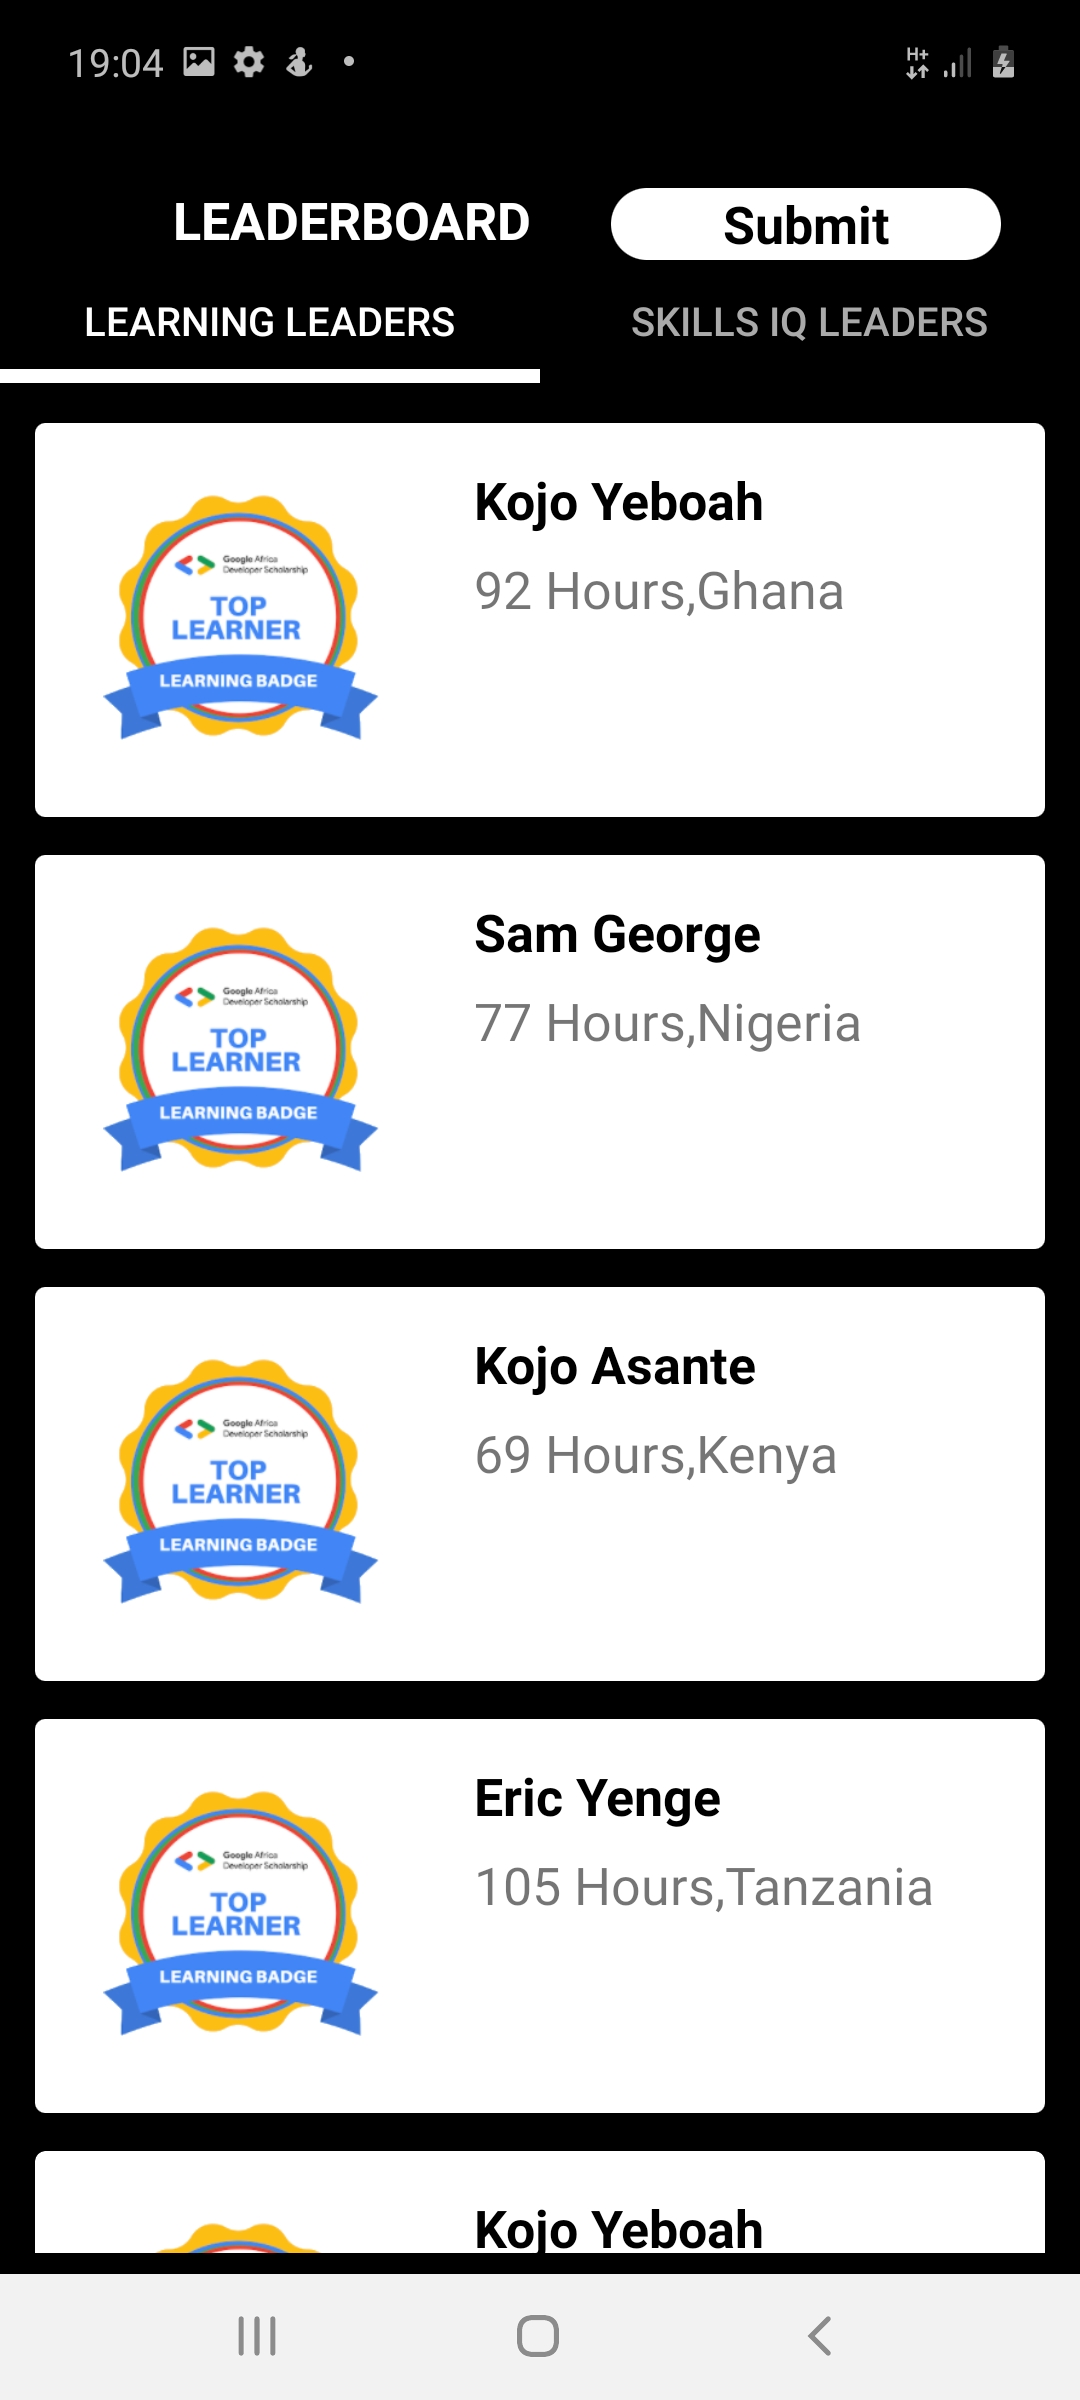 19:04
H+
LEADERBOARD
Submit
LEARNING LEADERS
SKILLS IQ LEADERS
Google Africa
Developer Scholarship
TOP
LEARNER
LEARNING BADGE
Kojo Yeboah
92 Hours,Ghana
Google Africa
Developer Scholarship
TOP
LEARNER
LEARNING BADGE
Sam George
77 Hours,Nigeria
Google Africa
Developer Scholarship
TOP
LEARNER
LEARNING BADGE
Kojo Asante
69 Hours,Kenya
Google Africa
Developer Scholarship
TOP
LEARNER
LEARNING BADGE
Eric Yenge
105 Hours,Tanzania
Kojo Yeboah